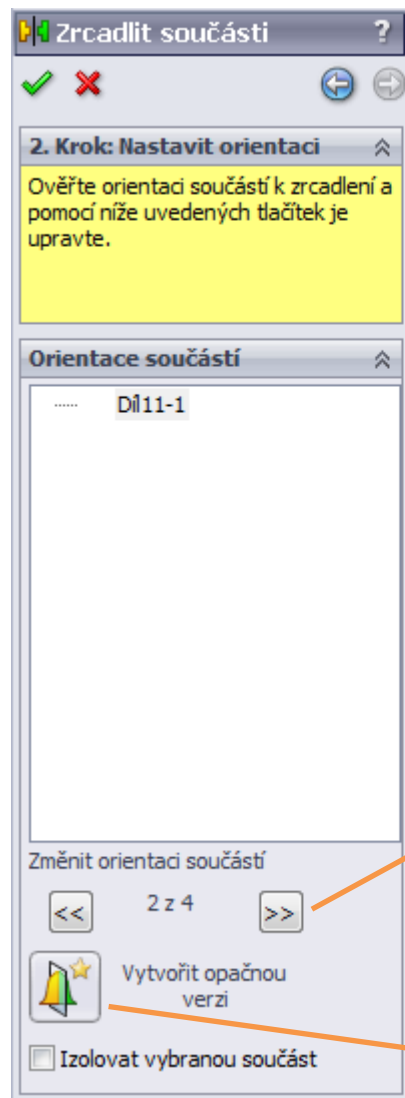 Zrcadlit součásti ?
2. Krok: Nastavit orientaci
Ověřte orientaci součástí k zrcadlení a
pomocí níže uvedených tlačítek je
upravte.
Orientace součástí
Díl11-1
Změnit orientaci součástí
<< 2 z 4 >>
Vytvořit opačnou
verzi
Izolovat vybranou součást